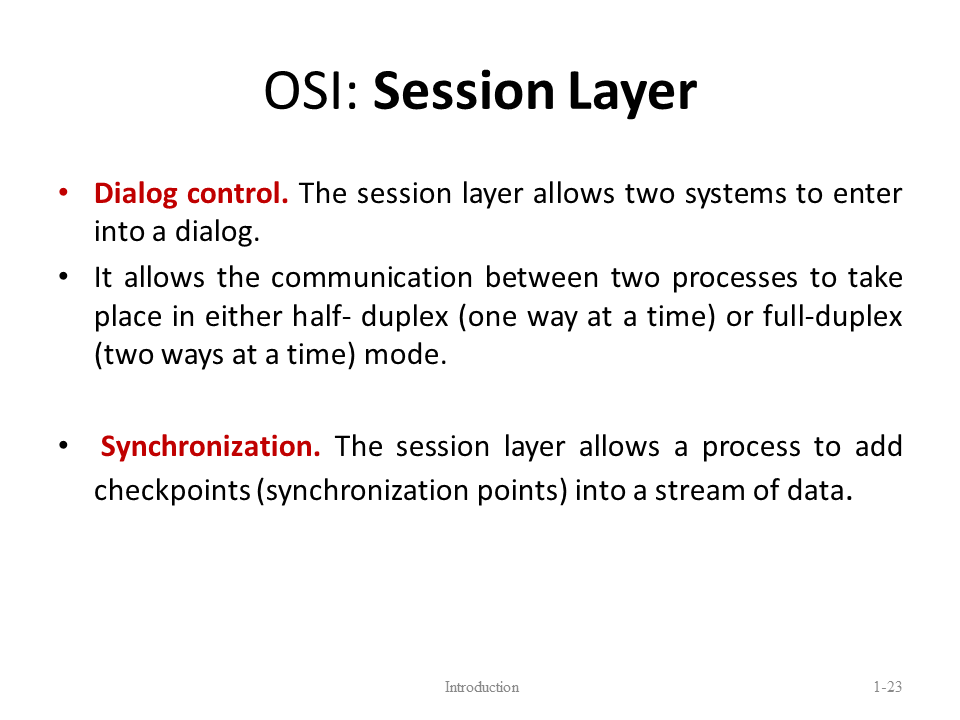 OSI: Session Layer
• Dialog control. The session layer allows two systems to enter
into a dialog.
• It allows the communication between two processes to take
place in either half- duplex (one way at a time) or full-duplex
(two ways at a time) mode.
• Synchronization. The session layer allows a process to add
checkpoints (synchronization points) into a stream of data.
Introduction
1-23